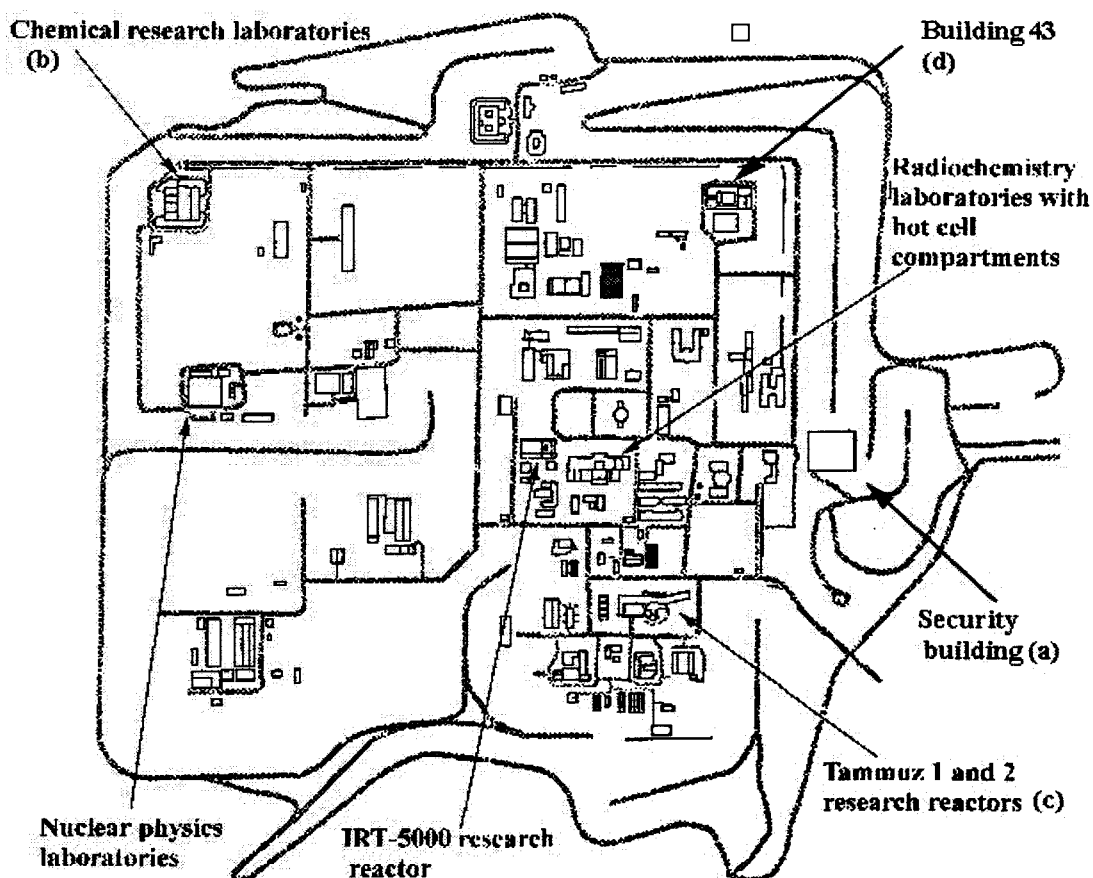 Chemical research laboratories
(b)
Building 43
(d)
Radiochemistry
laboratories with
hot cell
compartments
Security
building (a)
Tammuz 1 and 2
research reactors (c)
Nuclear physics
laboratories
IRT-5000 research
reactor